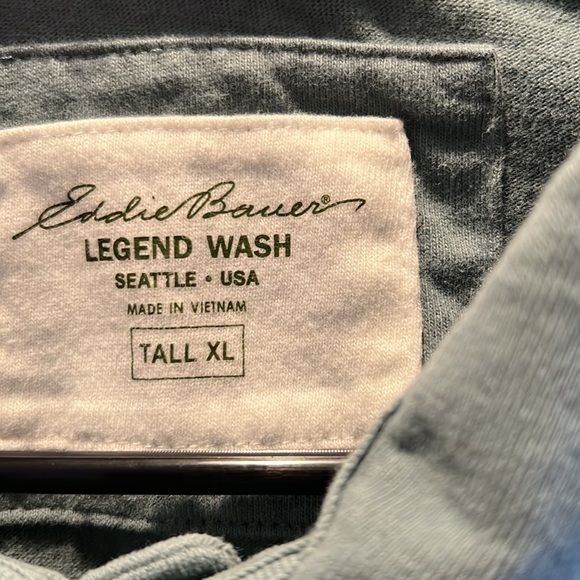 Eddie Bauer®
LEGEND WASH
SEATTLE • USA
MADE IN VIETNAM
TALL XL